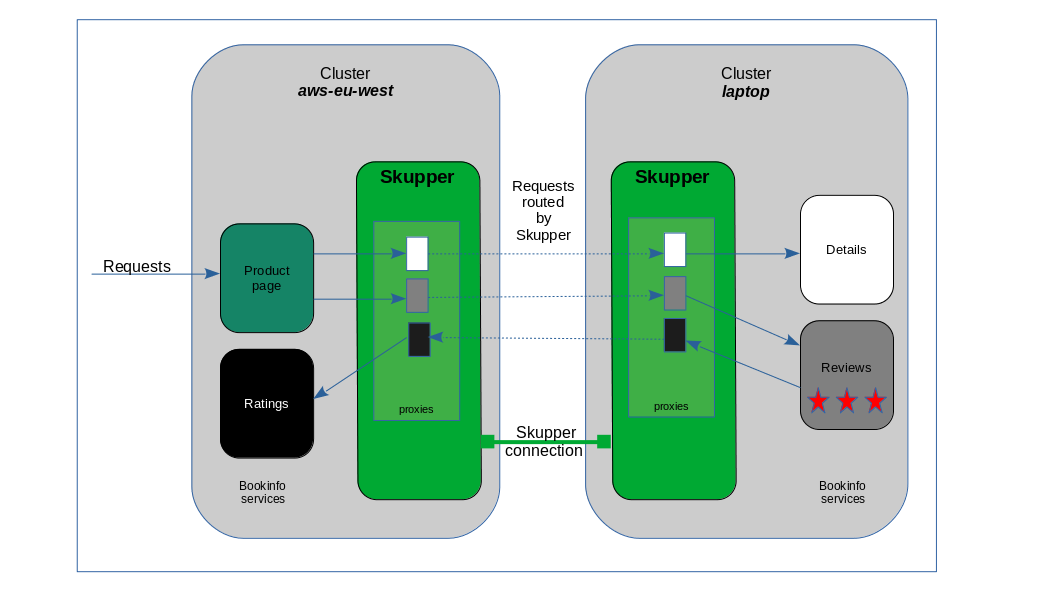 Cluster
aws-eu-west
Cluster
laptop
Skupper
Requests
routed
by
Skupper
Skupper
Requests
Product
page
Details
Reviews
Ratings
proxies
proxies
Skupper
connection
Bookinfo
services
Bookinfo
services